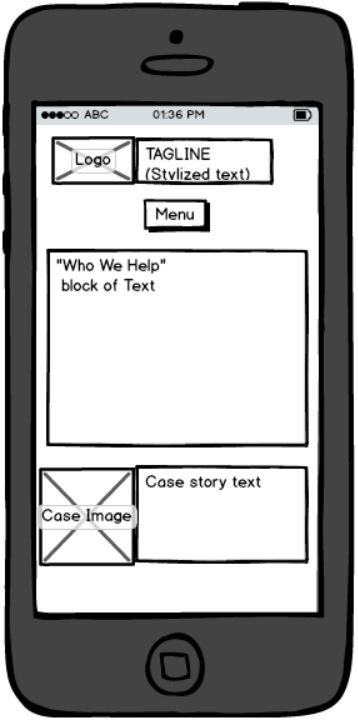 ABC 01:36 PM
Logo
TAGLINE
(Stylized text)
Menu
"Who We Help"
block of Text
Case Image
Case story text